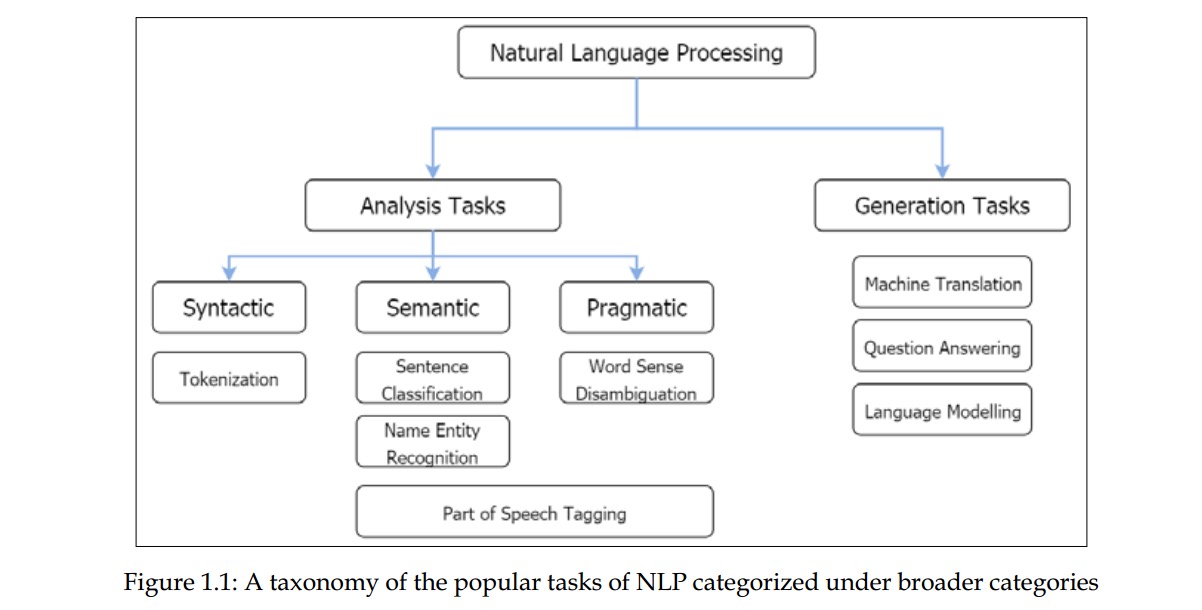 Natural Language Processing
Analysis Tasks
Generation Tasks
Syntactic
Semantic
Pragmatic
Tokenization
Sentence
Classification
Name Entity
Recognition
Word Sense
Disambiguation
Part of Speech Tagging
Machine Translation
Question Answering
Language Modelling
Figure 1.1: A taxonomy of the popular tasks of NLP categorized under broader categories